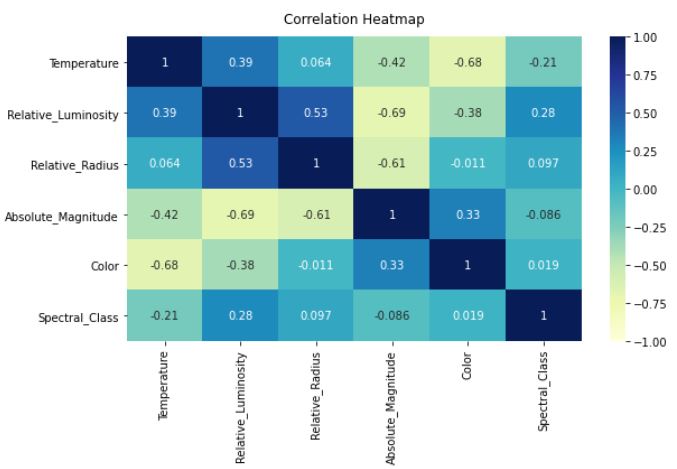 Correlation Heatmap
Temperature 1 0.39 0.064 -0.42 -0.68 -0.21
Relative_Luminosity 0.39 1 0.53 -0.69 -0.38 0.28
Relative_Radius 0.064 0.53 1 -0.61 -0.011 0.097
Absolute_Magnitude -0.42 -0.69 -0.61 1 0.33 -0.086
Color -0.68 -0.38 -0.011 0.33 1 0.019
Spectral_Class -0.21 0.28 0.097 -0.086 0.019 1
Temperature
Relative_Luminosity
Relative_Radius
Absolute_Magnitude
Color
Spectral_Class
1.00
0.75
0.50
0.25
0.00
−0.25
−0.50
−0.75
−1.00